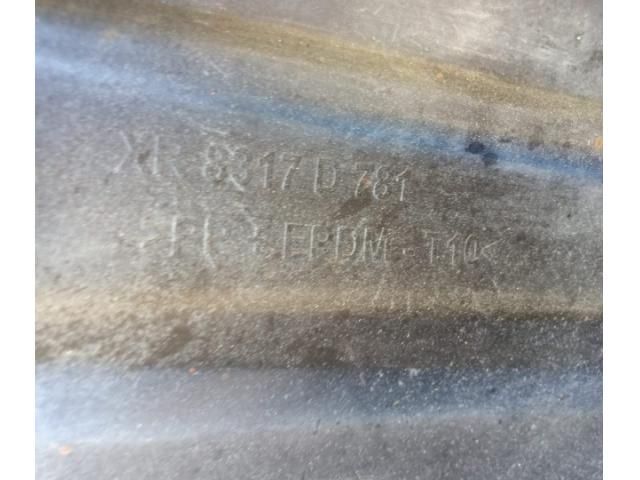 XR 8317 D 781
>PP + EPDM - T10<